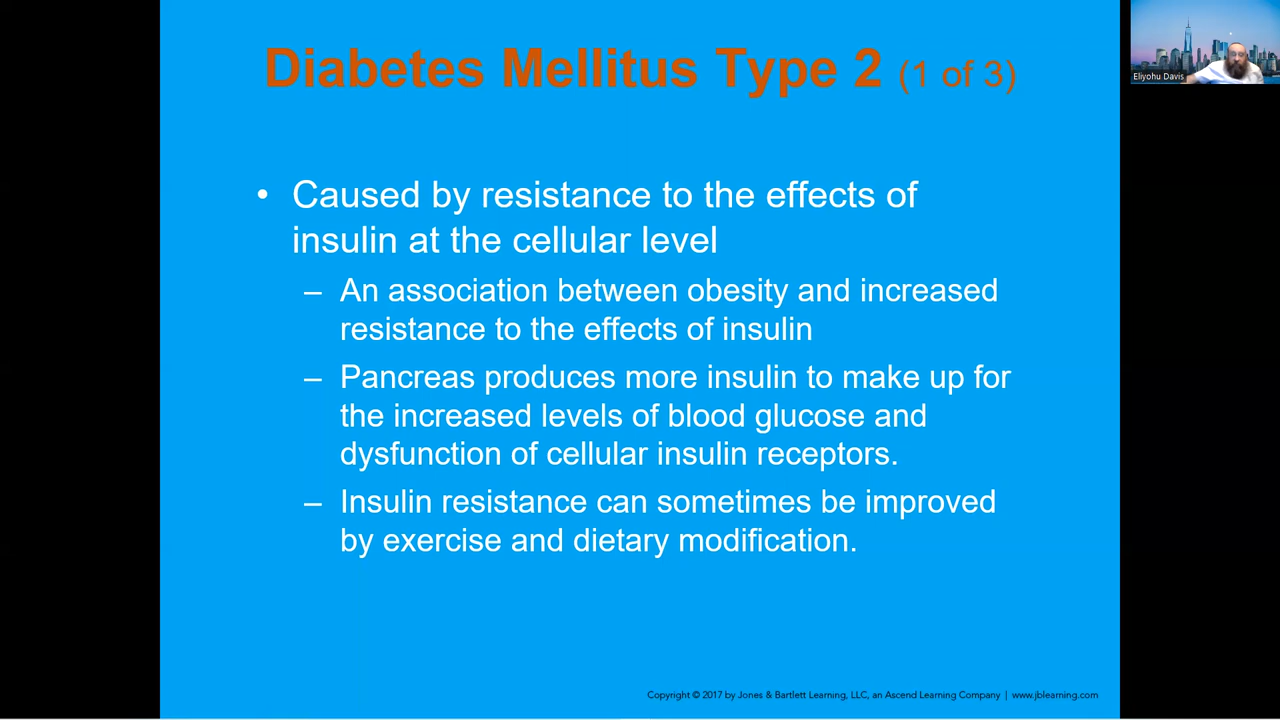 Diabetes Mellitus Type 2 (1 of 3)
Eliyohu Davis
• Caused by resistance to the effects of
insulin at the cellular level
– An association between obesity and increased
resistance to the effects of insulin
– Pancreas produces more insulin to make up for
the increased levels of blood glucose and
dysfunction of cellular insulin receptors.
– Insulin resistance can sometimes be improved
by exercise and dietary modification.
Copyright © 2017 by Jones & Bartlett Learning, LLC, an Ascend Learning Company | www.jblearning.com